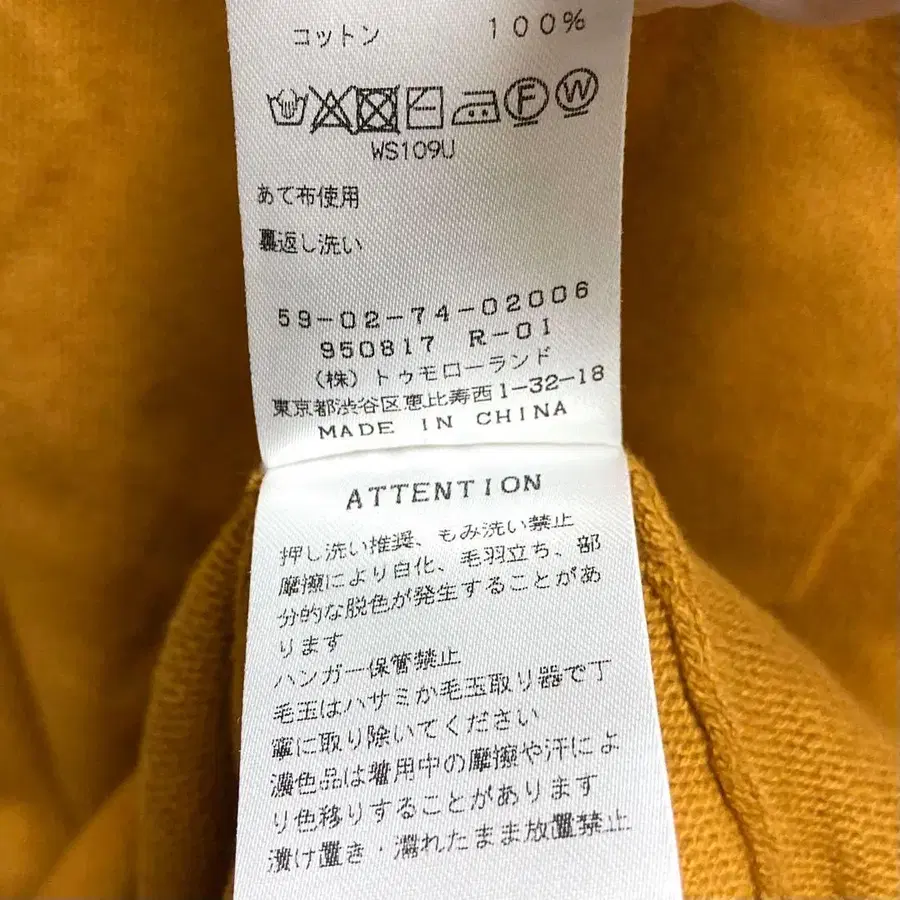 コットン 100%
F W
WS109U
あて布使用
裏返し洗い
59-02-74-02006
950817 R-01
(株)トゥモローランド
東京都渋谷区恵比寿西1-32-18
MADE IN CHINA
ATTENTION
押し洗い推奨、もみ洗い禁止
摩擦により白化、毛羽立ち、部
分的な脱色が発生することがあ
ります
ハンガー保管禁止
毛玉はハサミか毛玉取り器で丁
寧に取り除いてください
濃色品は着用中の摩擦や汗によ
り色移りすることがあります
漬け置き・濡れたまま放置禁止